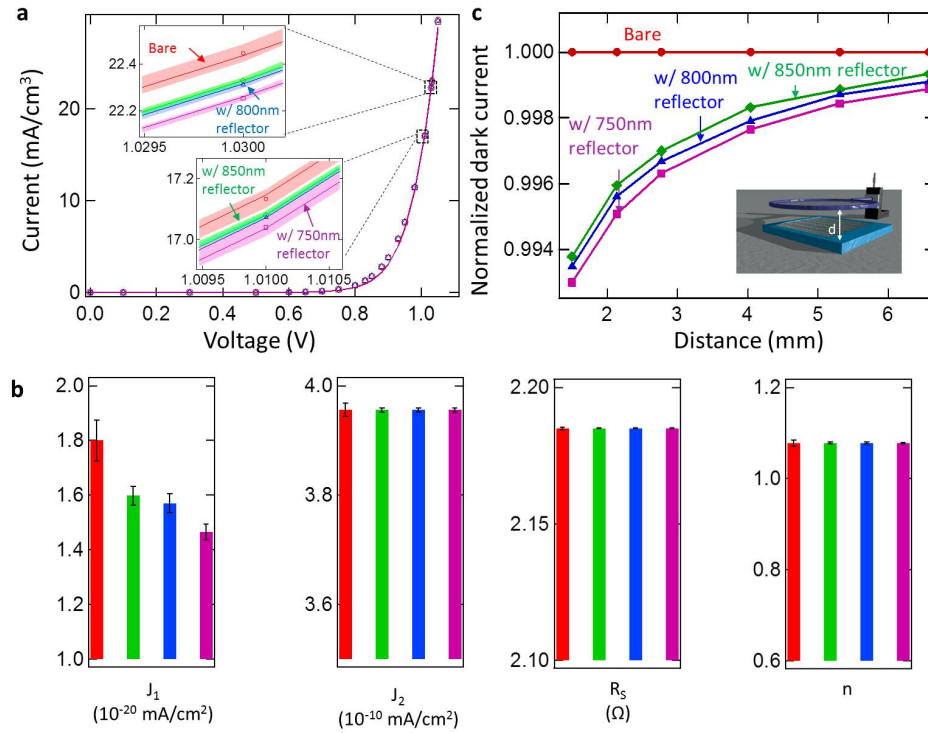 a
Current (mA/cm³)
20
10
0
0.0 0.2 0.4 0.6 0.8 1.0
Voltage (V)
Bare
22.4
22.2
w/ 800nm
reflector
1.0295 1.0300
w/ 850nm
reflector
17.2
17.0
w/ 750nm
reflector
1.0095 1.0100 1.0105
c
Normalized dark current
1.000
0.998
0.996
0.994
2 3 4 5 6
Distance (mm)
Bare
w/ 850nm reflector
w/ 800nm
reflector
w/ 750nm
reflector
d
b
2.0
1.8
1.6
1.4
1.2
1.0
J₁
(10⁻²⁰ mA/cm²)
4.0
3.8
3.6
J₂
(10⁻¹⁰ mA/cm²)
2.20
2.15
2.10
Rₛ
(Ω)
1.2
1.0
0.8
0.6
n